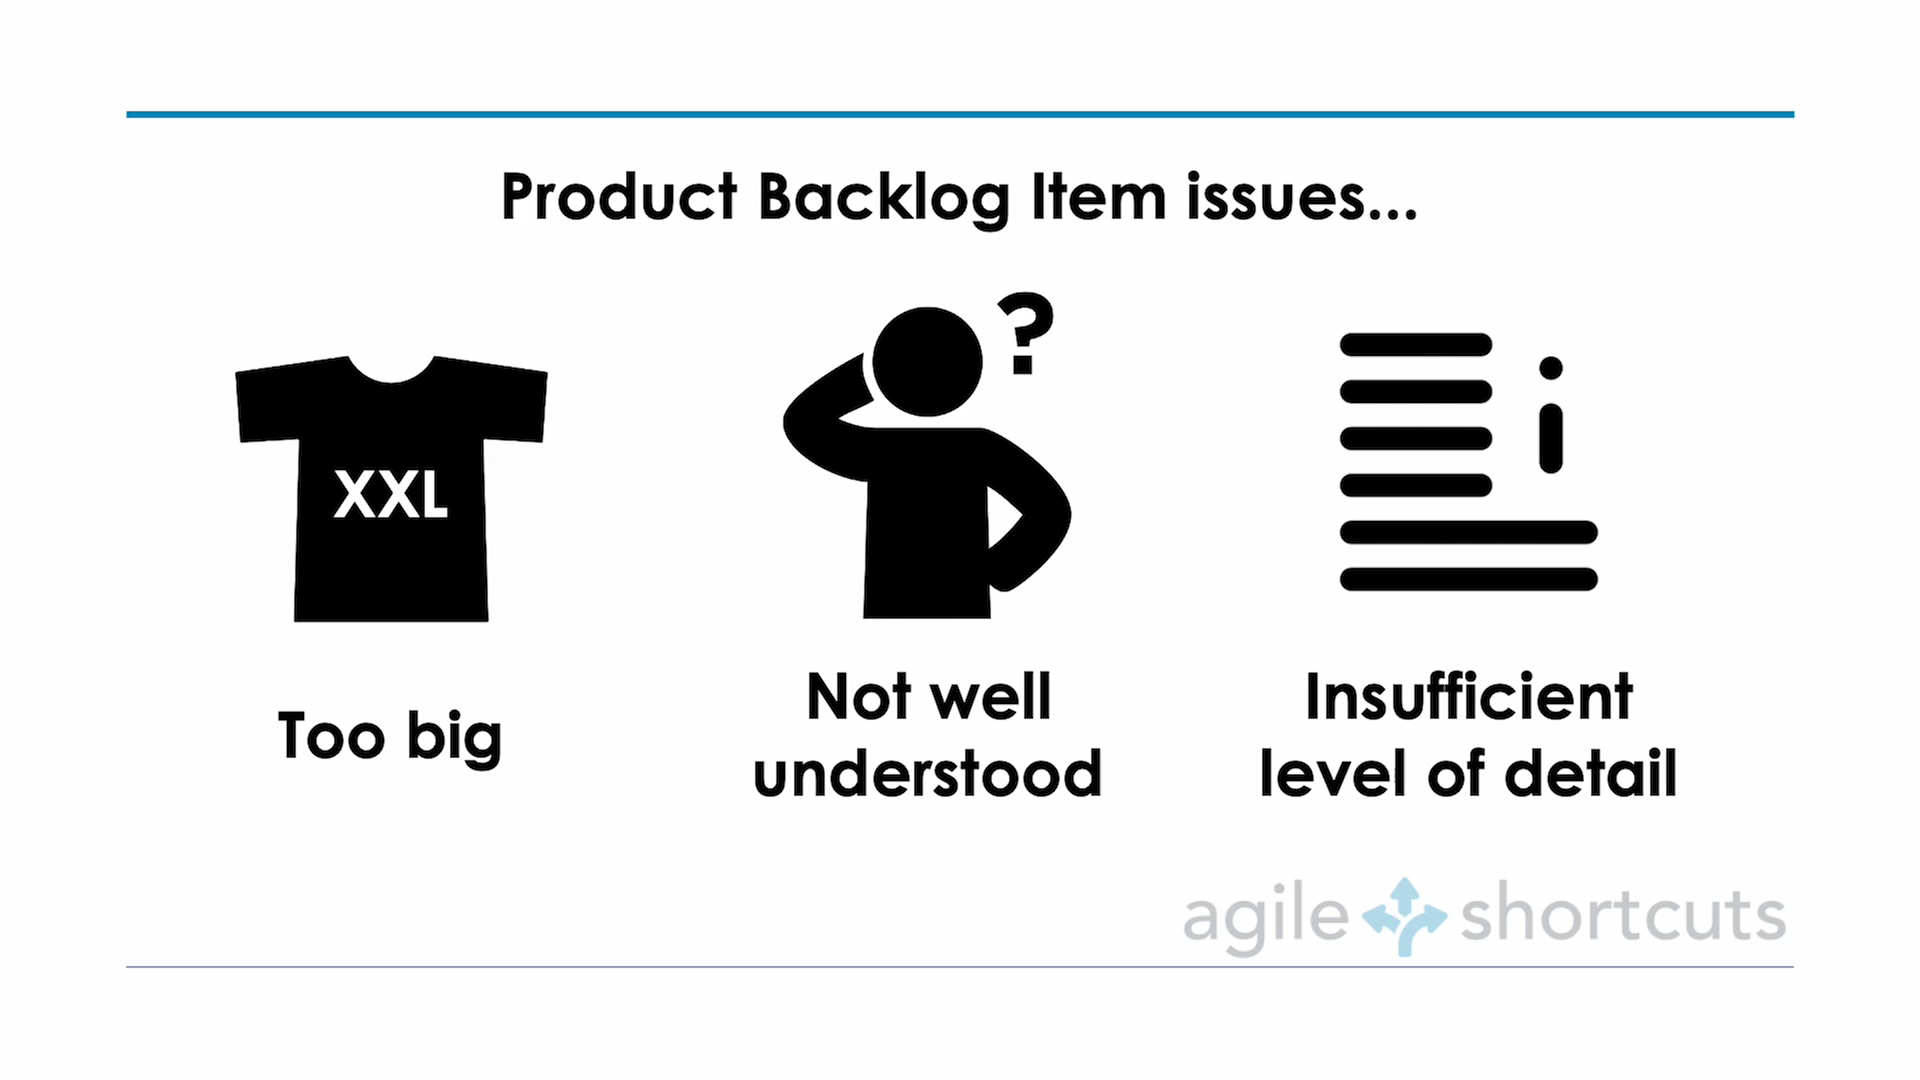 Product Backlog Item issues...
XXL
?
i
Too big
Not well
understood
Insufficient
level of detail
agile shortcuts